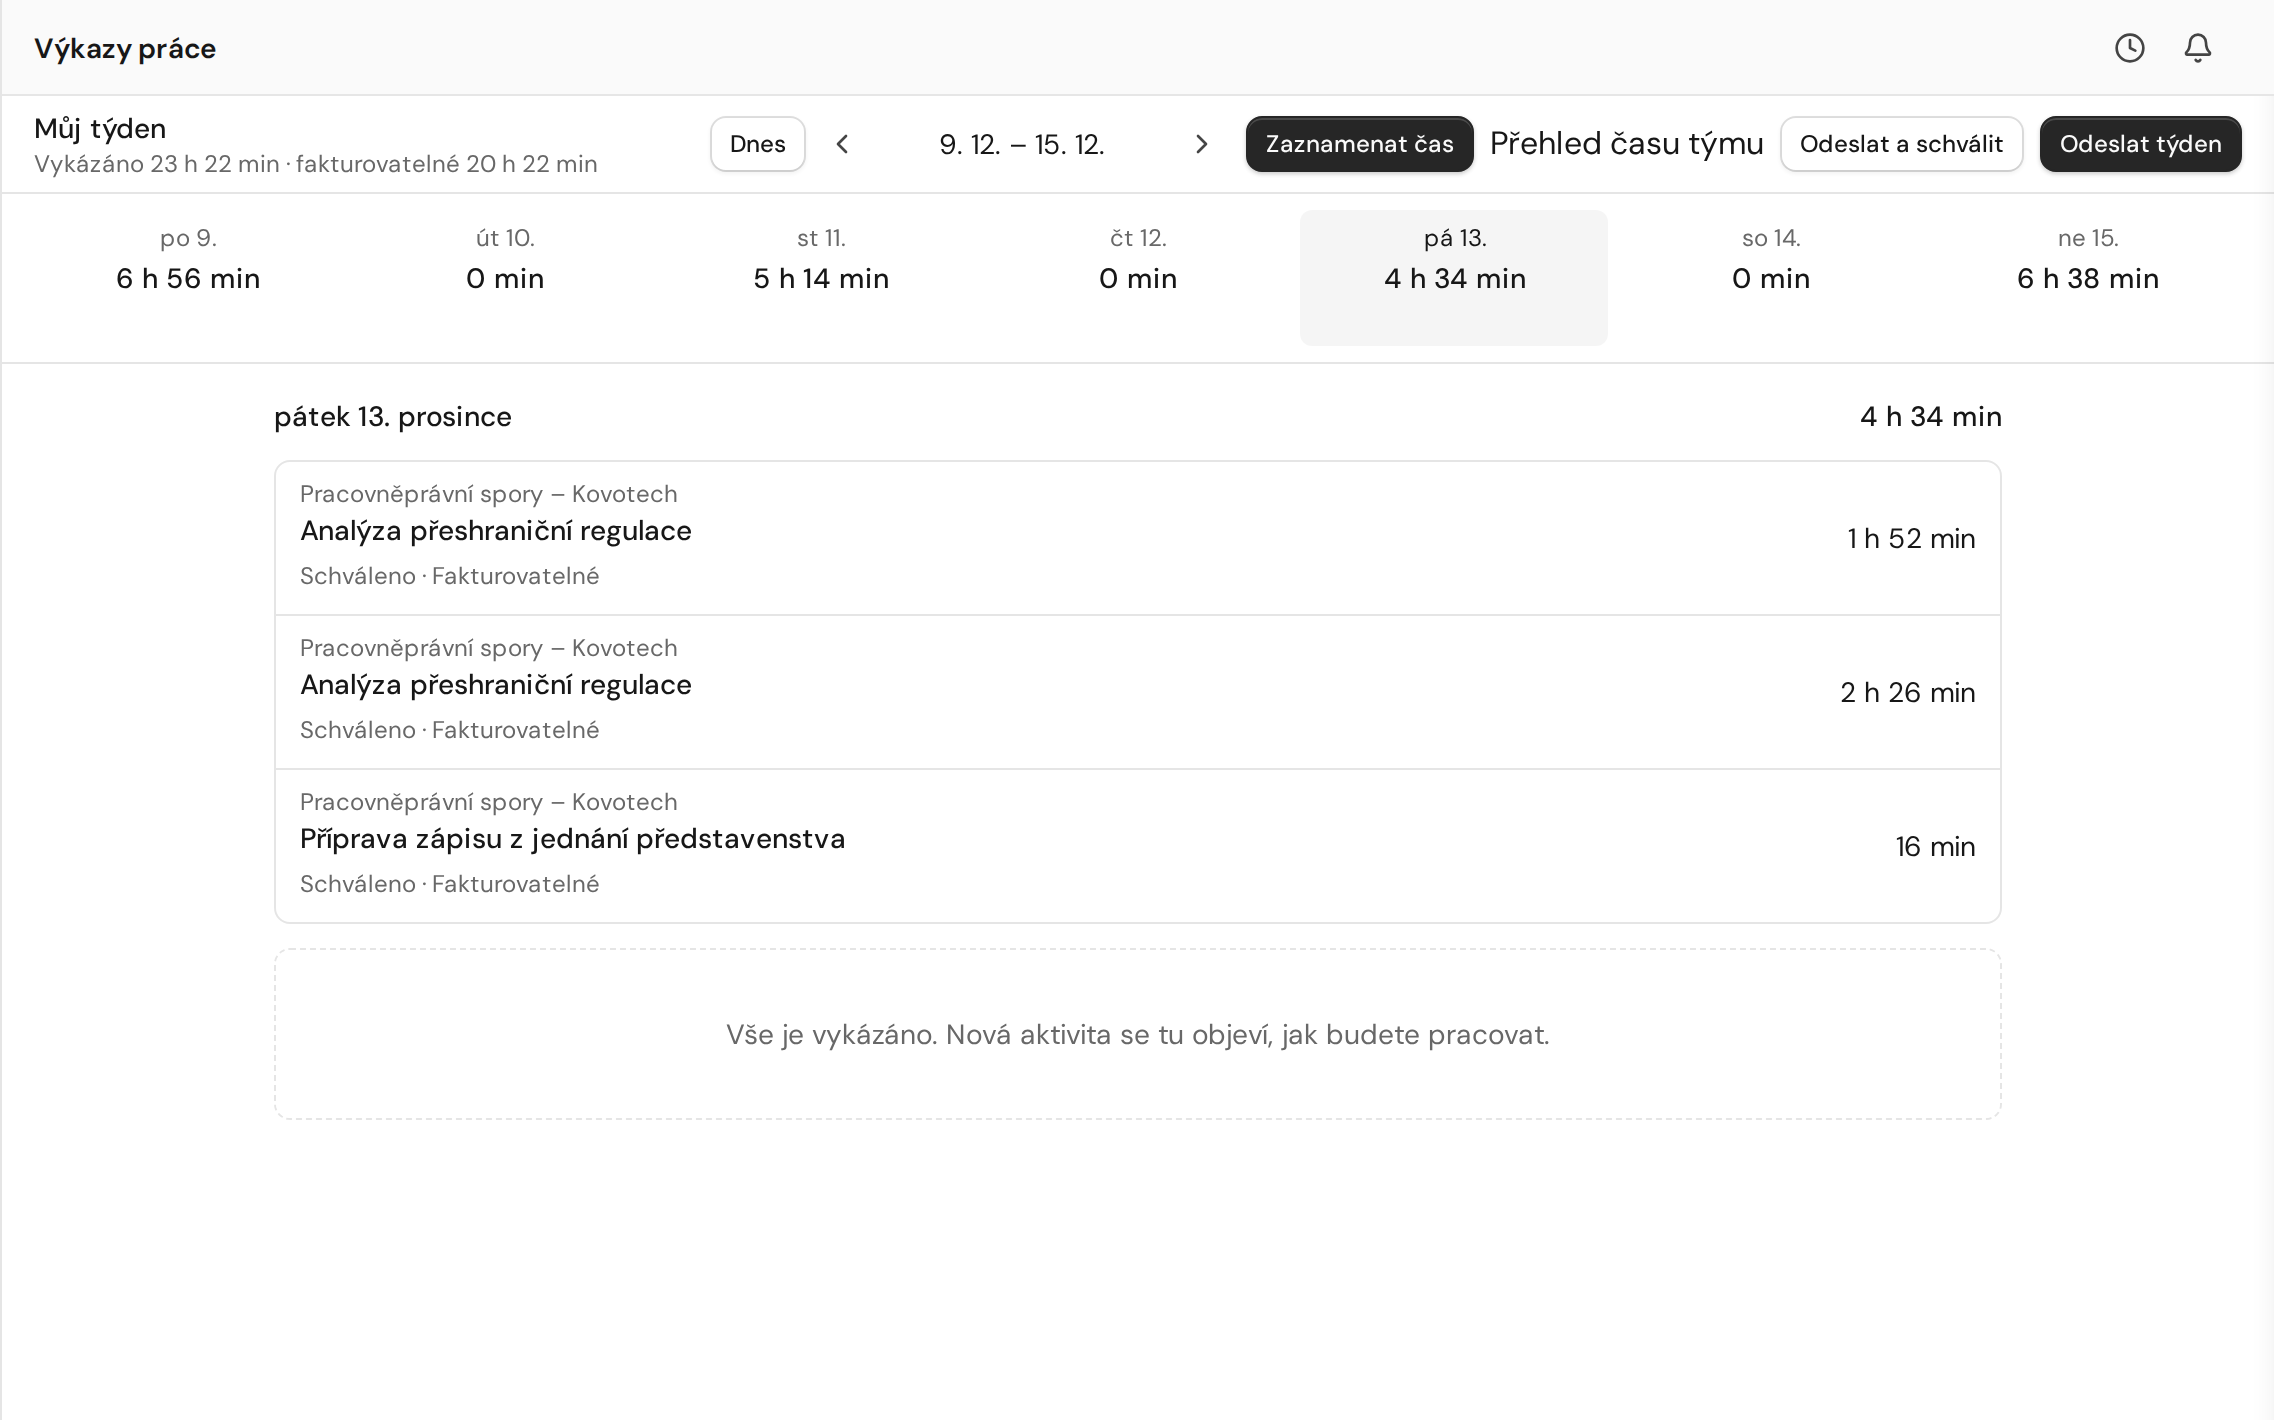 Výkazy práce
Můj týden
Vykázáno 23 h 22 min · fakturovatelné 20 h 22 min
Dnes
9. 12. – 15. 12.
Zaznamenat čas
Přehled času týmu
Odeslat a schválit
Odeslat týden
po 9.
6 h 56 min
út 10.
0 min
st 11.
5 h 14 min
čt 12.
0 min
pá 13.
4 h 34 min
so 14.
0 min
ne 15.
6 h 38 min
pátek 13. prosince
4 h 34 min
Pracovněprávní spory – Kovotech
Analýza přeshraniční regulace
Schváleno · Fakturovatelné
1 h 52 min
Pracovněprávní spory – Kovotech
Analýza přeshraniční regulace
Schváleno · Fakturovatelné
2 h 26 min
Pracovněprávní spory – Kovotech
Příprava zápisu z jednání představenstva
Schváleno · Fakturovatelné
16 min
Vše je vykázáno. Nová aktivita se tu objeví, jak budete pracovat.